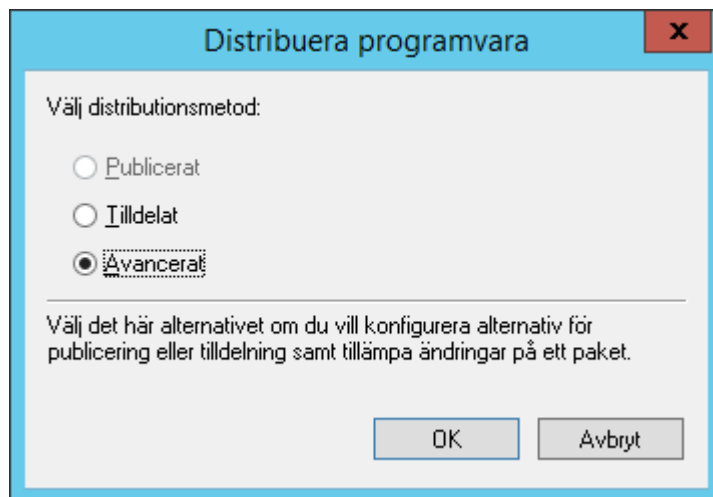 Distribuera programvara
x
Välj distributionsmetod:
Publicerat
Tilldelat
Avancerat
Välj det här alternativet om du vill konfigurera alternativ för
publicering eller tilldelning samt tillämpa ändringar på ett paket.
OK
Avbryt